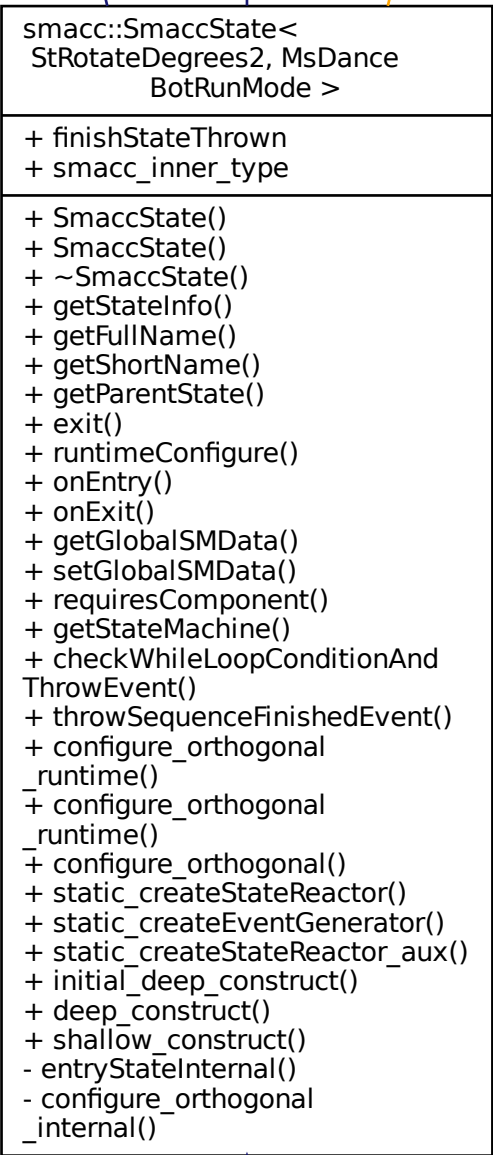 smacc::SmaccState<
StRotateDegrees2, MsDance
BotRunMode >
+ finishStateThrown
+ smacc_inner_type
+ SmaccState()
+ SmaccState()
+ ~SmaccState()
+ getStateInfo()
+ getFullName()
+ getShortName()
+ getParentState()
+ exit()
+ runtimeConfigure()
+ onEntry()
+ onExit()
+ getGlobalSMData()
+ setGlobalSMData()
+ requiresComponent()
+ getStateMachine()
+ checkWhileLoopConditionAnd
ThrowEvent()
+ throwSequenceFinishedEvent()
+ configure_orthogonal
_runtime()
+ configure_orthogonal
_runtime()
+ configure_orthogonal()
+ static_createStateReactor()
+ static_createEventGenerator()
+ static_createStateReactor_aux()
+ initial_deep_construct()
+ deep_construct()
+ shallow_construct()
- entryStateInternal()
- configure_orthogonal
_internal()